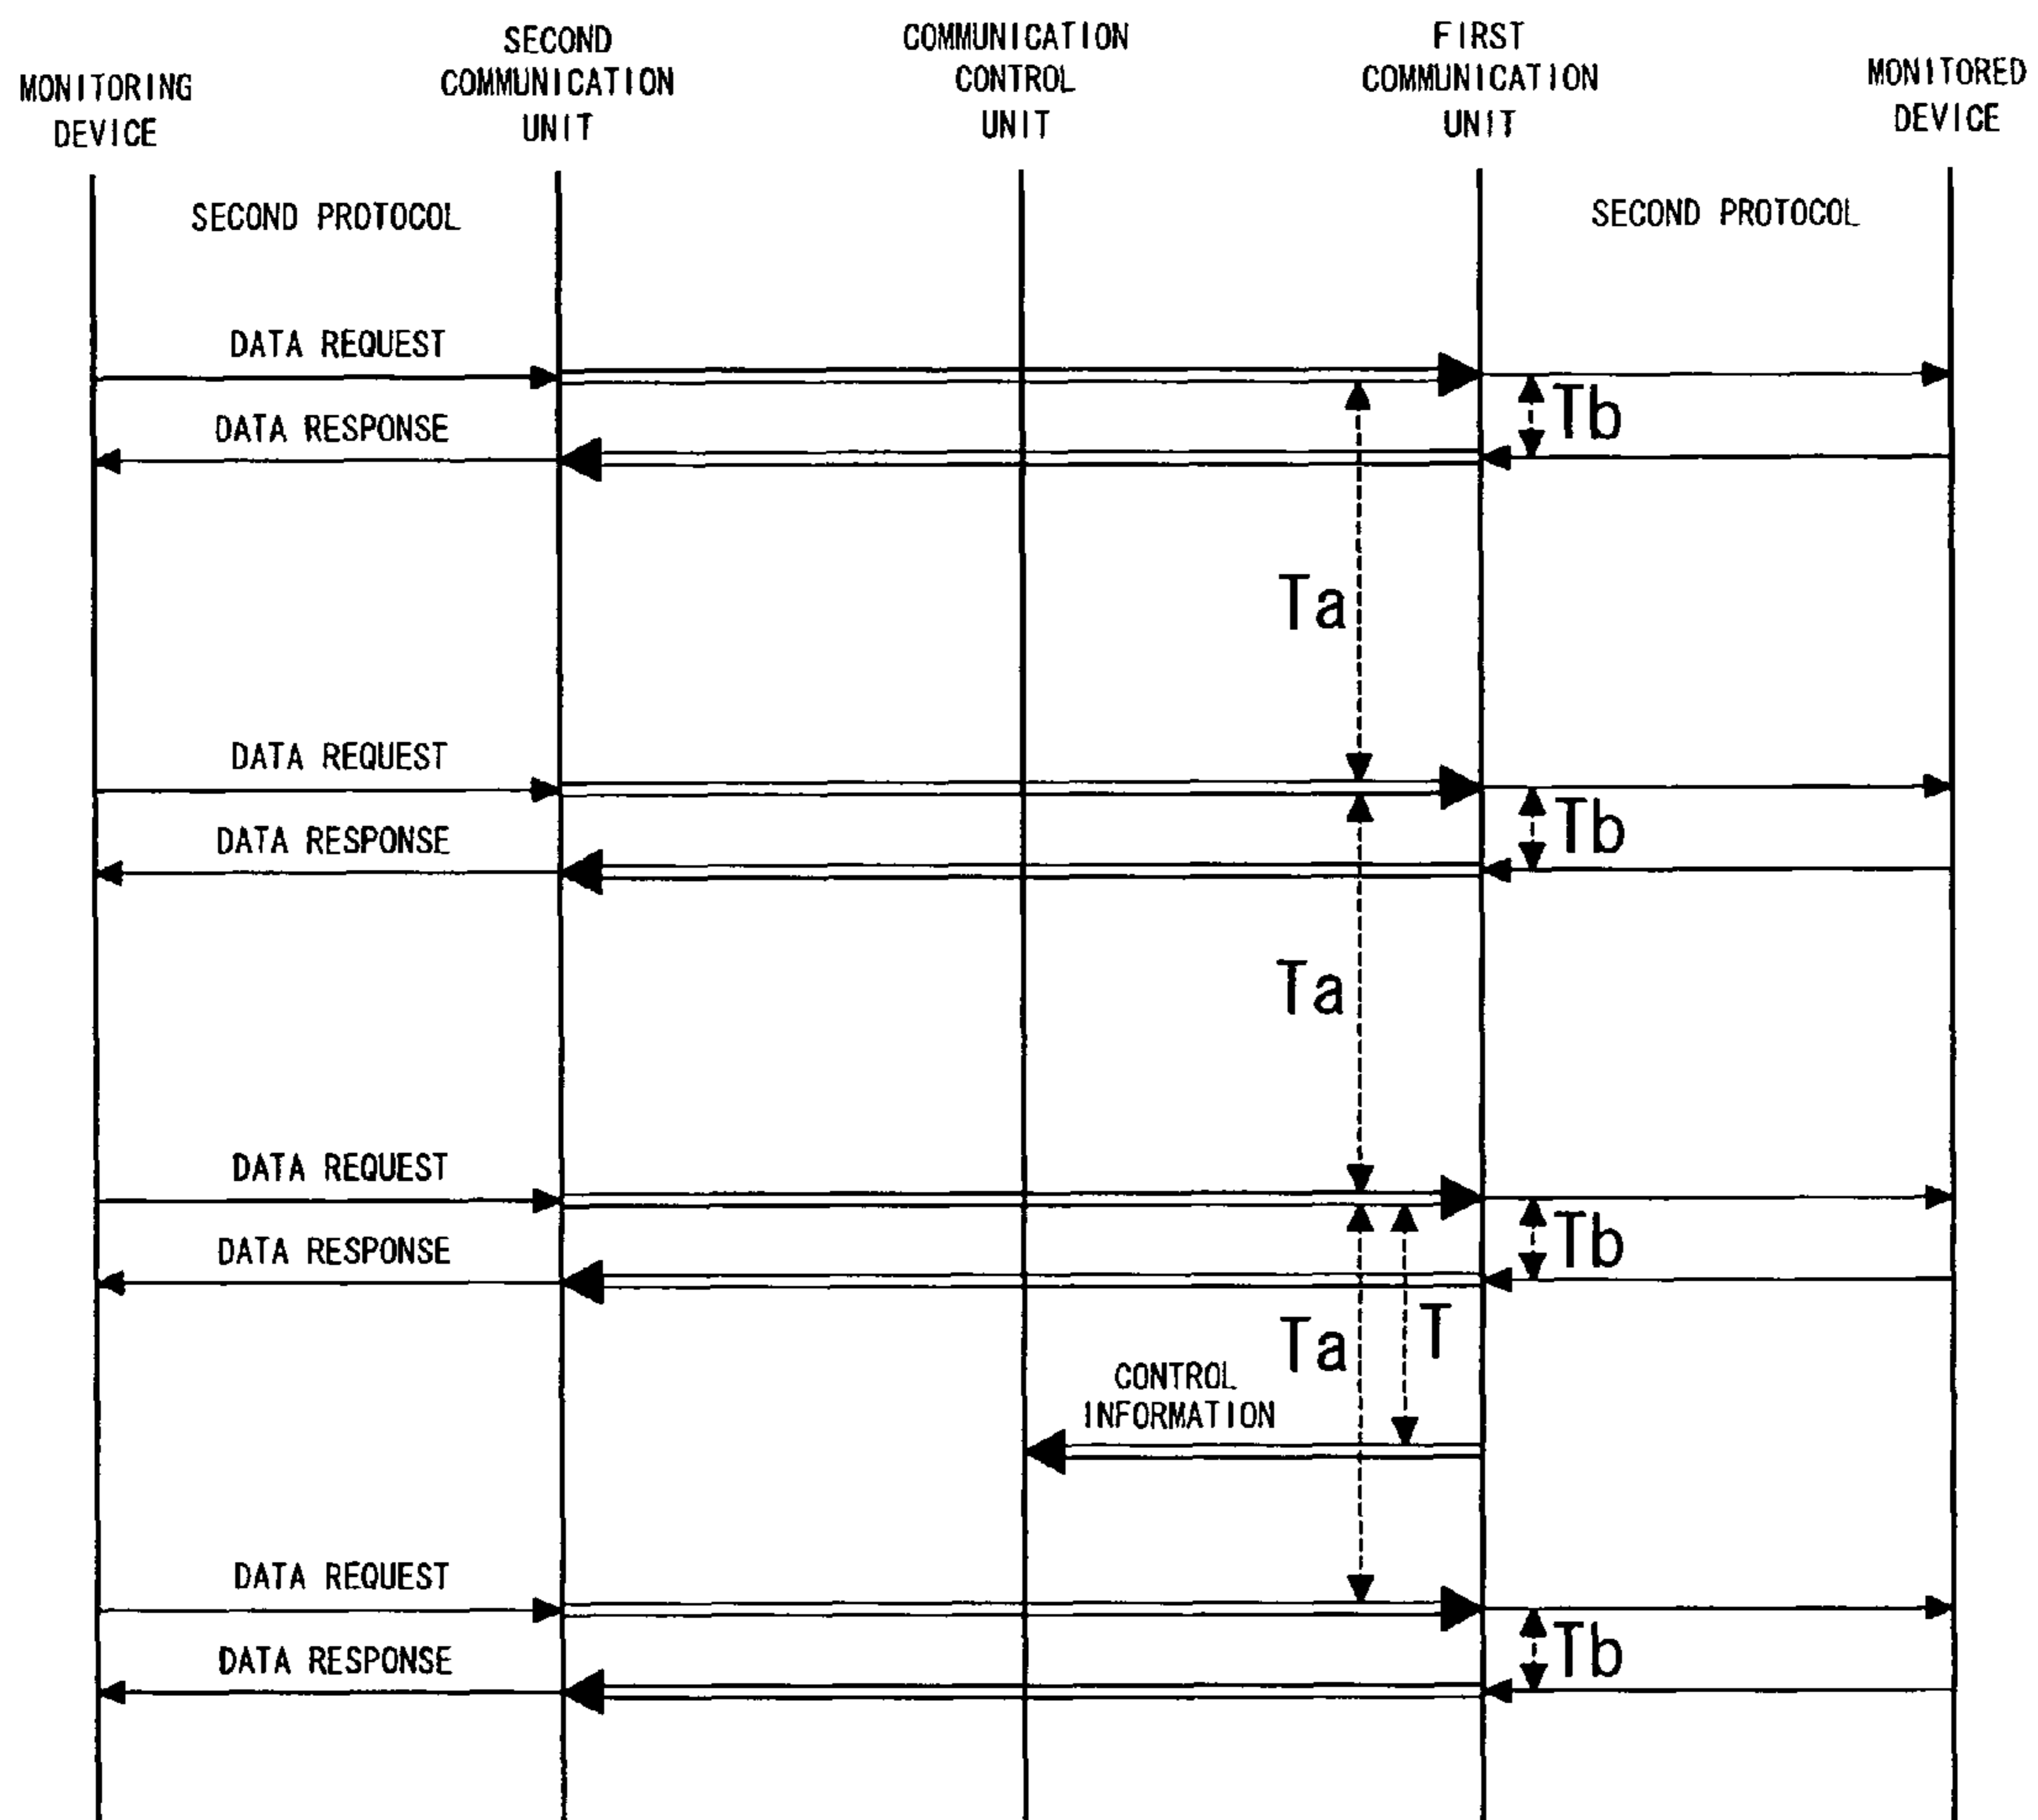 MONITORING
DEVICE
SECOND
COMMUNICATION
UNIT
COMMUNICATION
CONTROL
UNIT
FIRST
COMMUNICATION
UNIT
MONITORED
DEVICE
SECOND PROTOCOL
SECOND PROTOCOL
DATA REQUEST
Tb
DATA RESPONSE
Ta
DATA REQUEST
Tb
DATA RESPONSE
Ta
DATA REQUEST
Tb
DATA RESPONSE
Ta
T
CONTROL
INFORMATION
DATA REQUEST
Tb
DATA RESPONSE